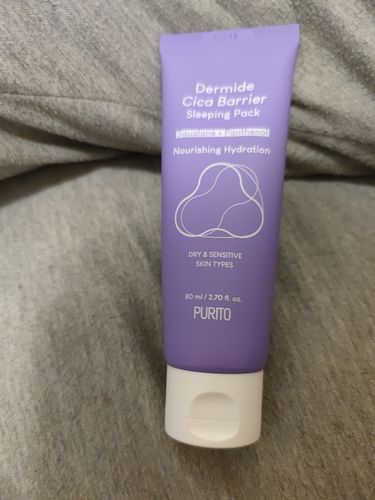 Dermide
Cica Barrier
Sleeping Pack
Squalane + Panthenol
Nourishing Hydration
DRY & SENSITIVE
SKIN TYPES
80 ml / 2.70 fl. oz.
PURITO